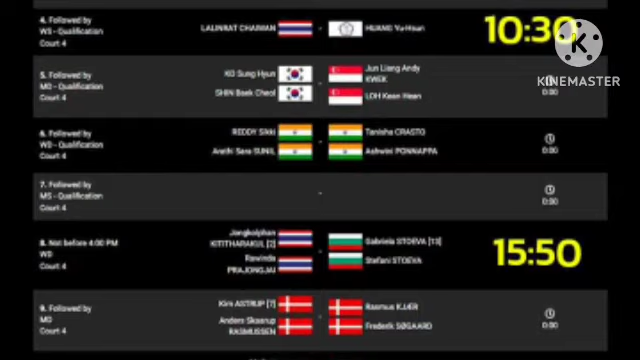 4. Followed by
WS - Qualification
Court 4
LALINRAT CHAIWAN - HUANG Yu-Hsun
10:30
K
KINEMASTER
5. Followed by
MD - Qualification
Court 4
KO Sung Hyun
SHIN Baek Cheol
Jun Liang Andy
KWEK
LOH Kean Hean
0:00
6. Followed by
WD - Qualification
Court 4
REDDY Sikki
Arathi Sara SUNIL
-
Tanisha CRASTO
Ashwini PONNAPPA
0:00
7. Followed by
MS - Qualification
Court 4
-
0:00
8. Not before 4:00 PM
WD
Court 4
Jongkolphan
KITITHARAKUL [2]
Rawinda
PRAJONGJAI
-
Gabriela STOEVA [13]
Stefani STOEVA
15:50
9. Followed by
MD
Court 4
Kim ASTRUP [7]
Anders Skaarup
RASMUSSEN
-
Rasmus KJÆR
Frederik SØGAARD
0:00